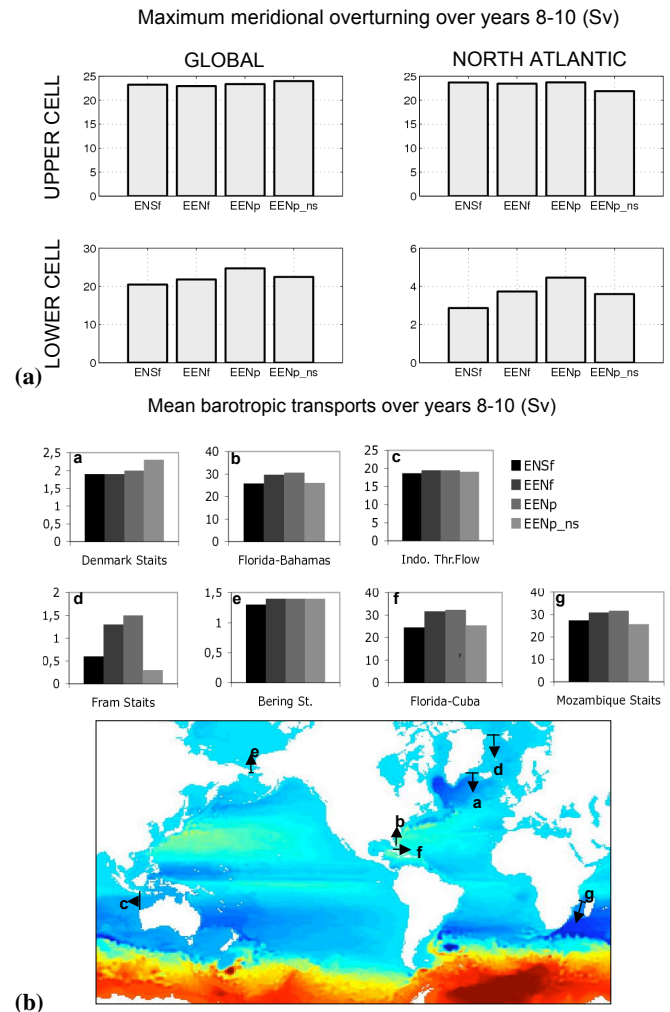 Maximum meridional overturning over years 8-10 (Sv)
GLOBAL
NORTH ATLANTIC
UPPER CELL
25
20
15
10
5
0
ENSf EENf EENp EENp_ns
25
20
15
10
5
0
ENSf EENf EENp EENp_ns
LOWER CELL
30
20
10
0
ENSf EENf EENp EENp_ns
6
4
2
0
ENSf EENf EENp EENp_ns
(a)
Mean barotropic transports over years 8-10 (Sv)
a
2,5
2
1,5
1
0,5
0
Denmark Staits
b
40
30
20
10
0
Florida-Bahamas
c
25
20
15
10
5
0
Indo. Thr.Flow
ENSf
EENf
EENp
EENp_ns
d
2
1,5
1
0,5
0
Fram Staits
e
1,5
1
0,5
0
Bering St.
f
40
30
20
10
0
Florida-Cuba
g
40
30
20
10
0
Mozambique Staits
e
d
a
b
f
c
g
(b)